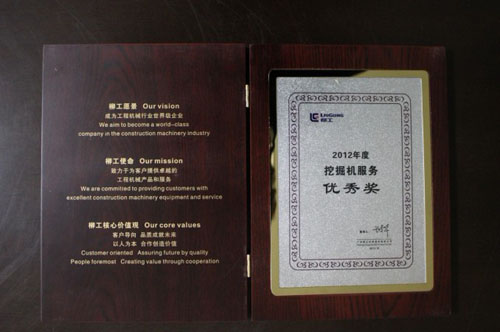 柳工愿景 Our vision
成为工程机械行业世界级企业
We aim to become a world-class
company in the construction machinery industry
柳工使命 Our mission
致力于为客户提供卓越的
工程机械产品和服务
We are committed to providing customers with
excellent construction machinery equipment and service
柳工核心价值观 Our core values
客户导向 品质成就未来
以人为本 合作创造价值
Customer oriented Assuring future by quality
People foremost Creating value through cooperation
LIUGONG
柳工
2012年度
挖掘机服务
优秀奖